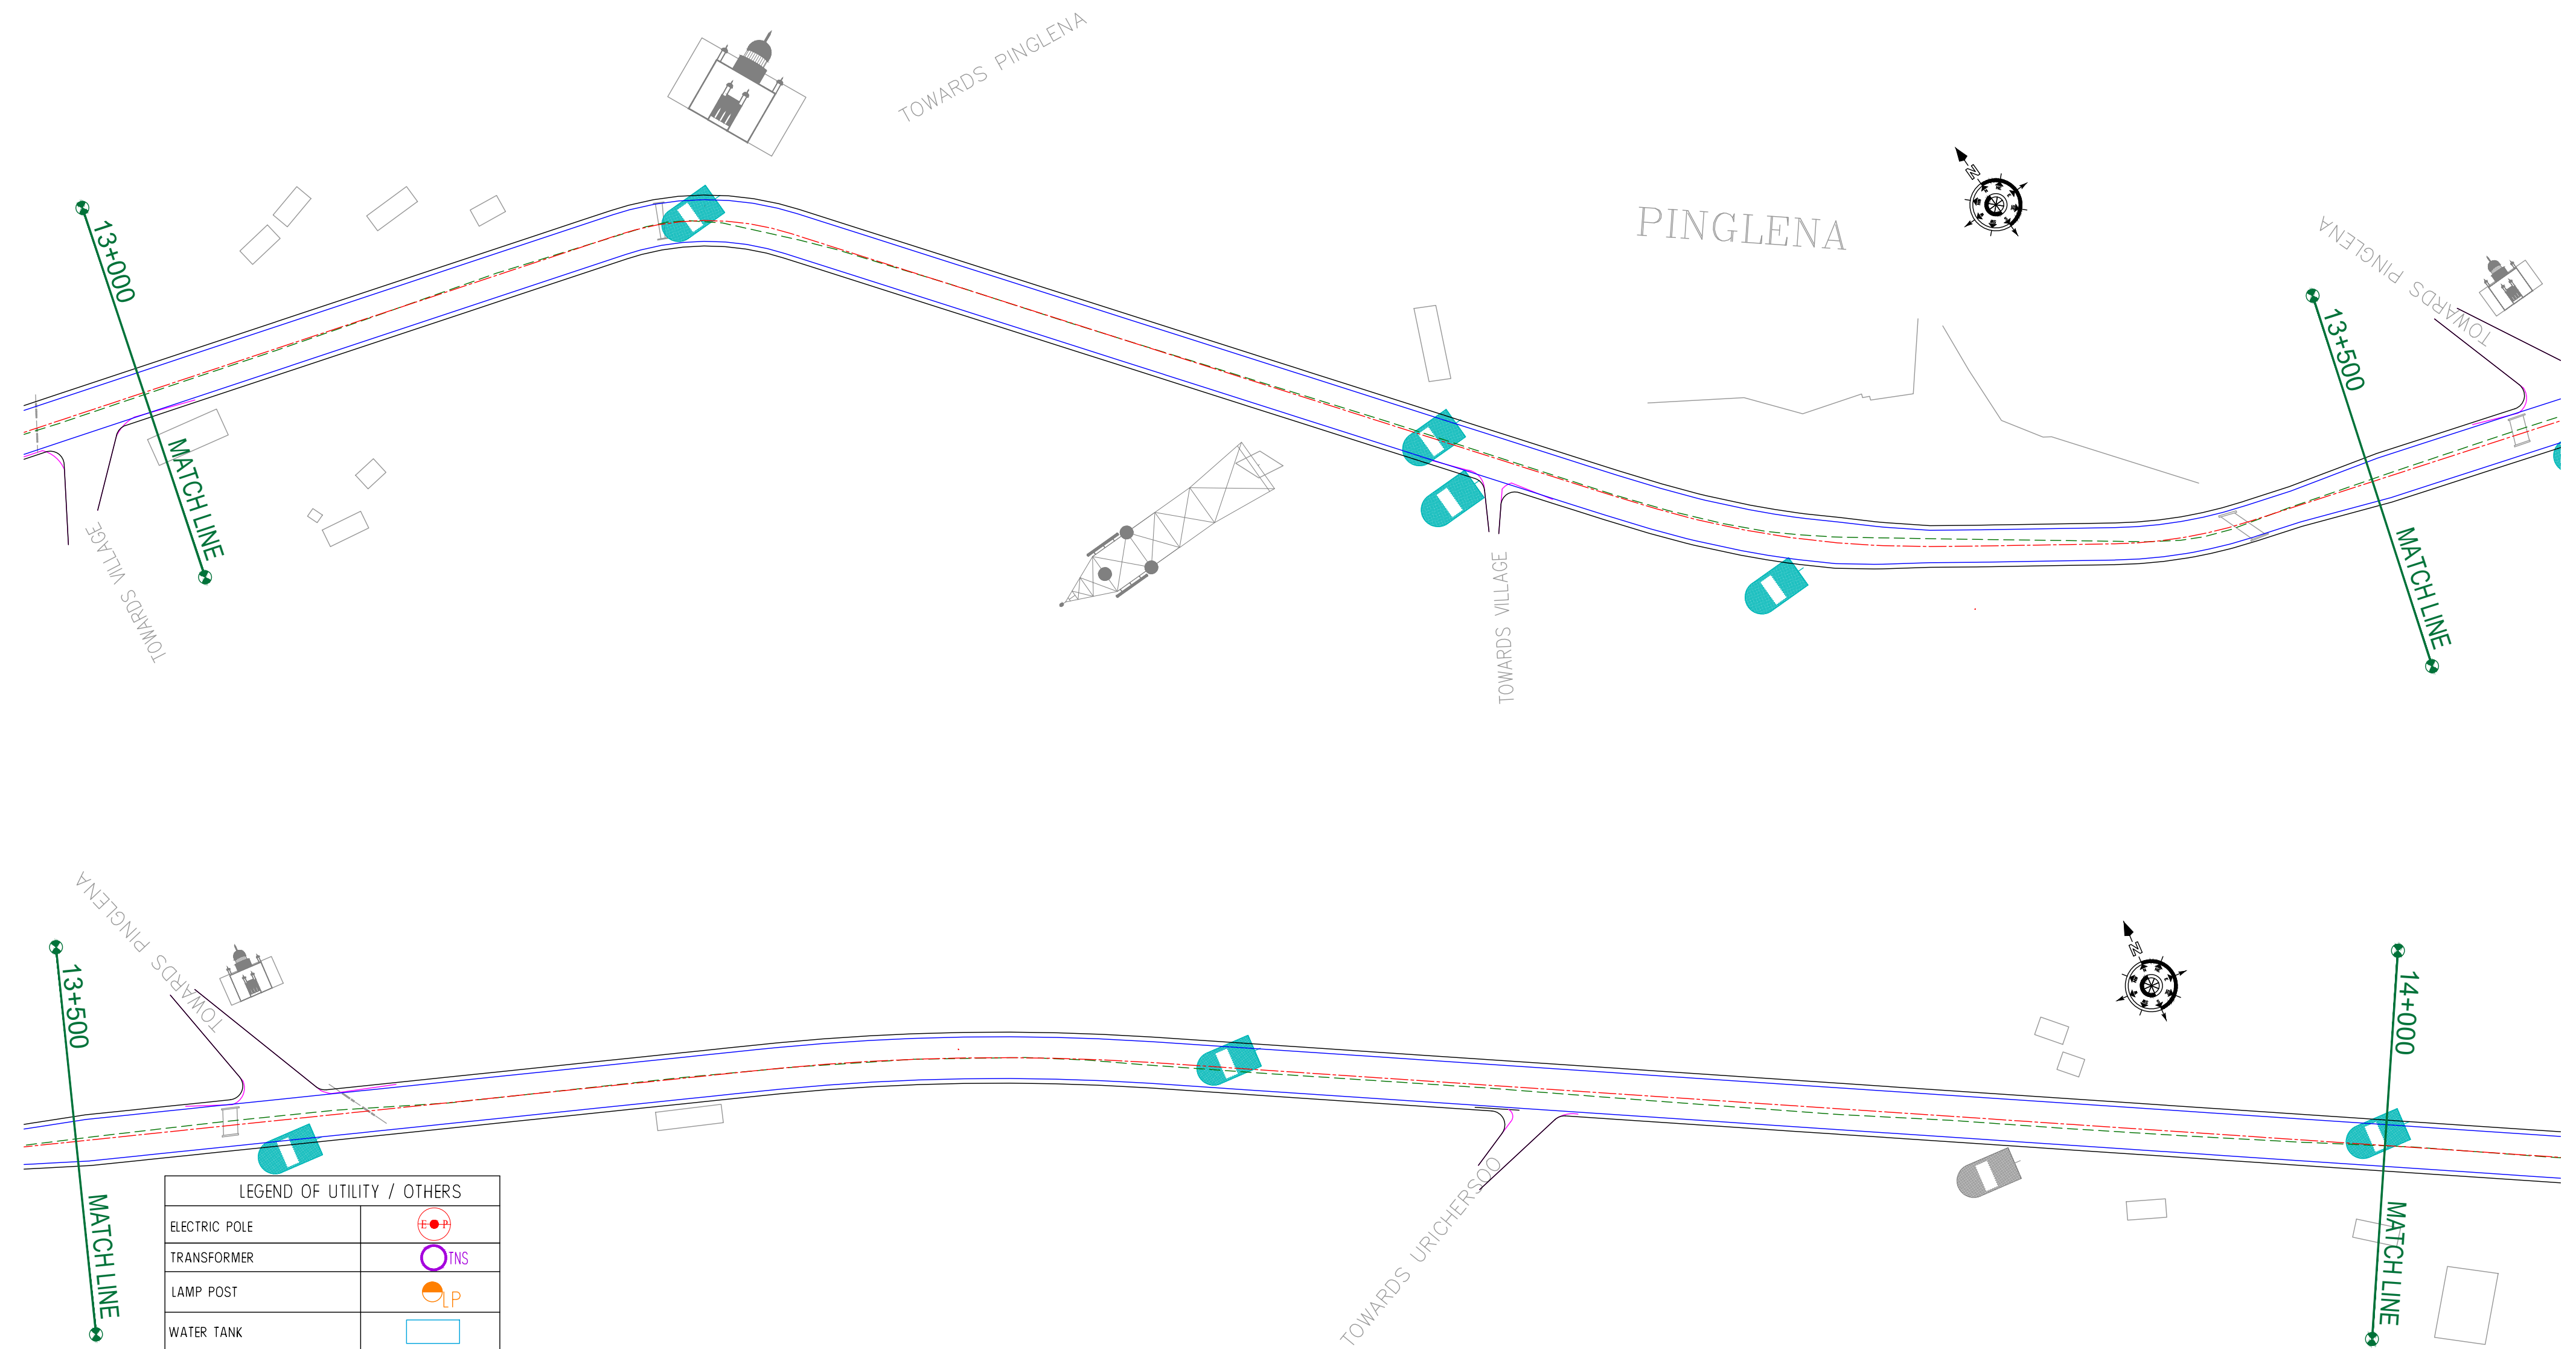 TOWARDS PINGLENA
PINGLENA
N
TOWARDS PINGLENA
13+000
MATCH LINE
TOWARDS VILLAGE
TOWARDS VILLAGE
13+500
MATCH LINE
TOWARDS PINGLENA
13+500
MATCH LINE
N
14+000
MATCH LINE
TOWARDS URICHERSOO
LEGEND OF UTILITY / OTHERS
ELECTRIC POLE E P
TRANSFORMER TNS
LAMP POST LP
WATER TANK